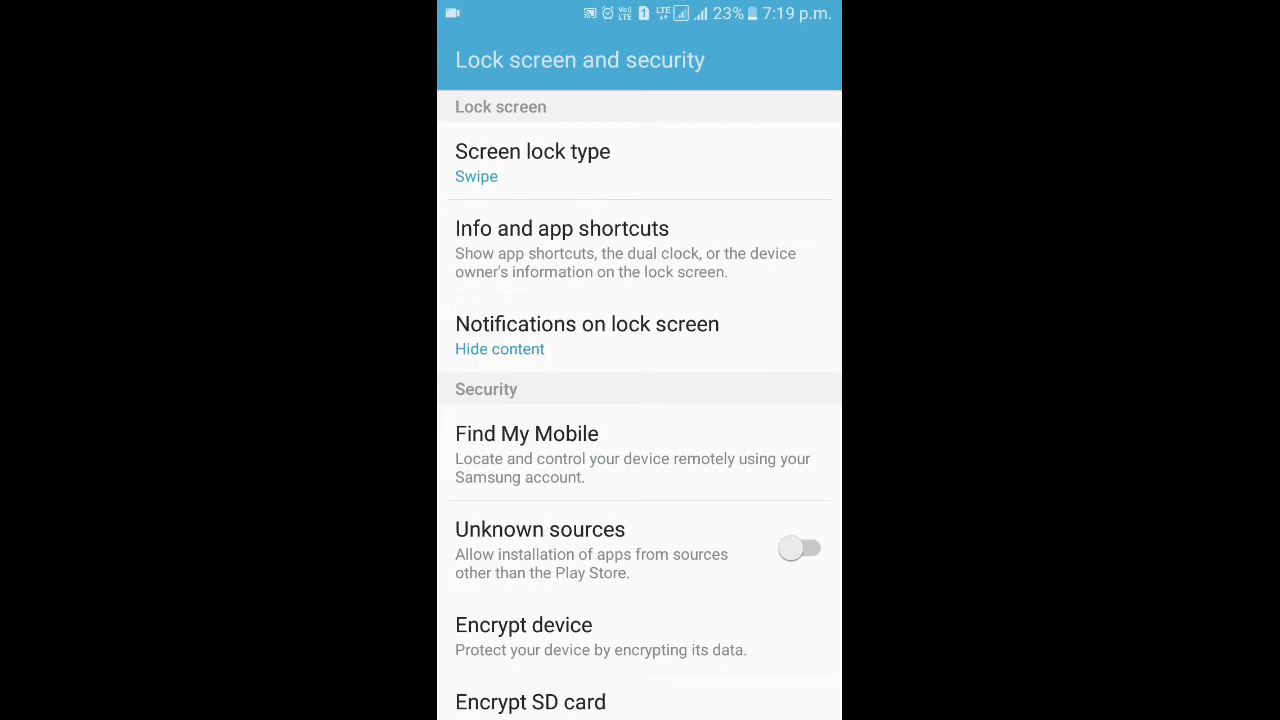 Vo) LTE 1 LTE 23% 7:19 p.m.
Lock screen and security
Lock screen
Screen lock type
Swipe
Info and app shortcuts
Show app shortcuts, the dual clock, or the device
owner's information on the lock screen.
Notifications on lock screen
Hide content
Security
Find My Mobile
Locate and control your device remotely using your
Samsung account.
Unknown sources
Allow installation of apps from sources
other than the Play Store.
Encrypt device
Protect your device by encrypting its data.
Encrypt SD card